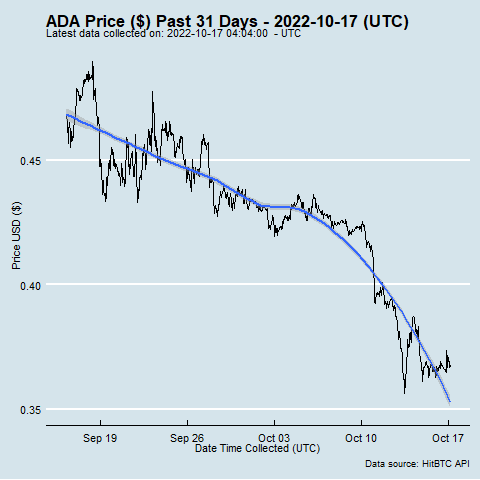 ADA Price ($) Past 31 Days - 2022-10-17 (UTC)
Latest data collected on: 2022-10-17 04:04:00  - UTC
Price USD ($)
0.45
0.40
0.35
Sep 19
Sep 26
Oct 03
Oct 10
Oct 17
Date Time Collected (UTC)
Data source: HitBTC API